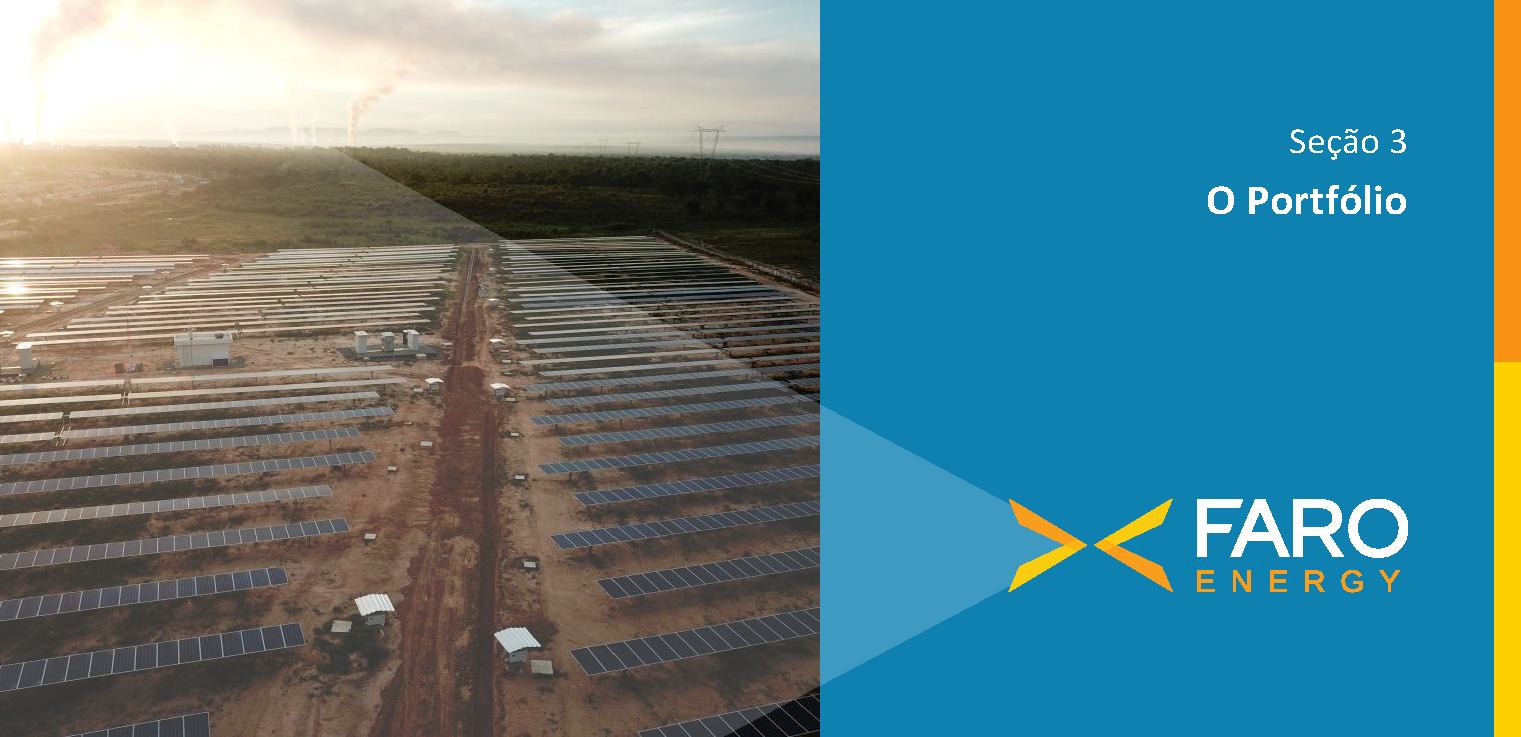 Seção 3
O Portfólio
FARO
ENERGY